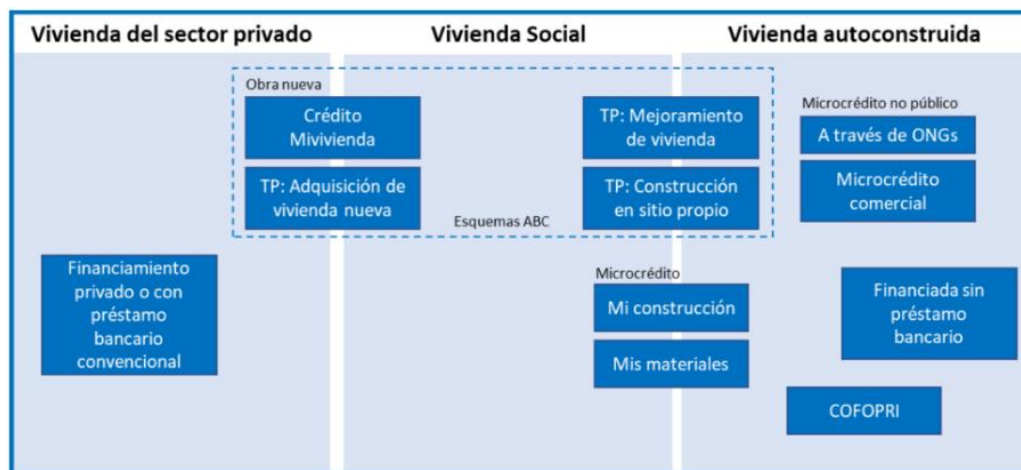 Vivienda del sector privado
Vivienda Social
Vivienda autoconstruida
Obra nueva
Crédito
Mivivienda
TP: Adquisición de
vivienda nueva
Esquemas ABC
TP: Mejoramiento
de vivienda
TP: Construcción
en sitio propio
Microcrédito no público
A través de ONGs
Microcrédito
comercial
Financiamiento
privado o con
préstamo
bancario
convencional
Microcrédito
Mi construcción
Mis materiales
Financiada sin
préstamo
bancario
COFOPRI